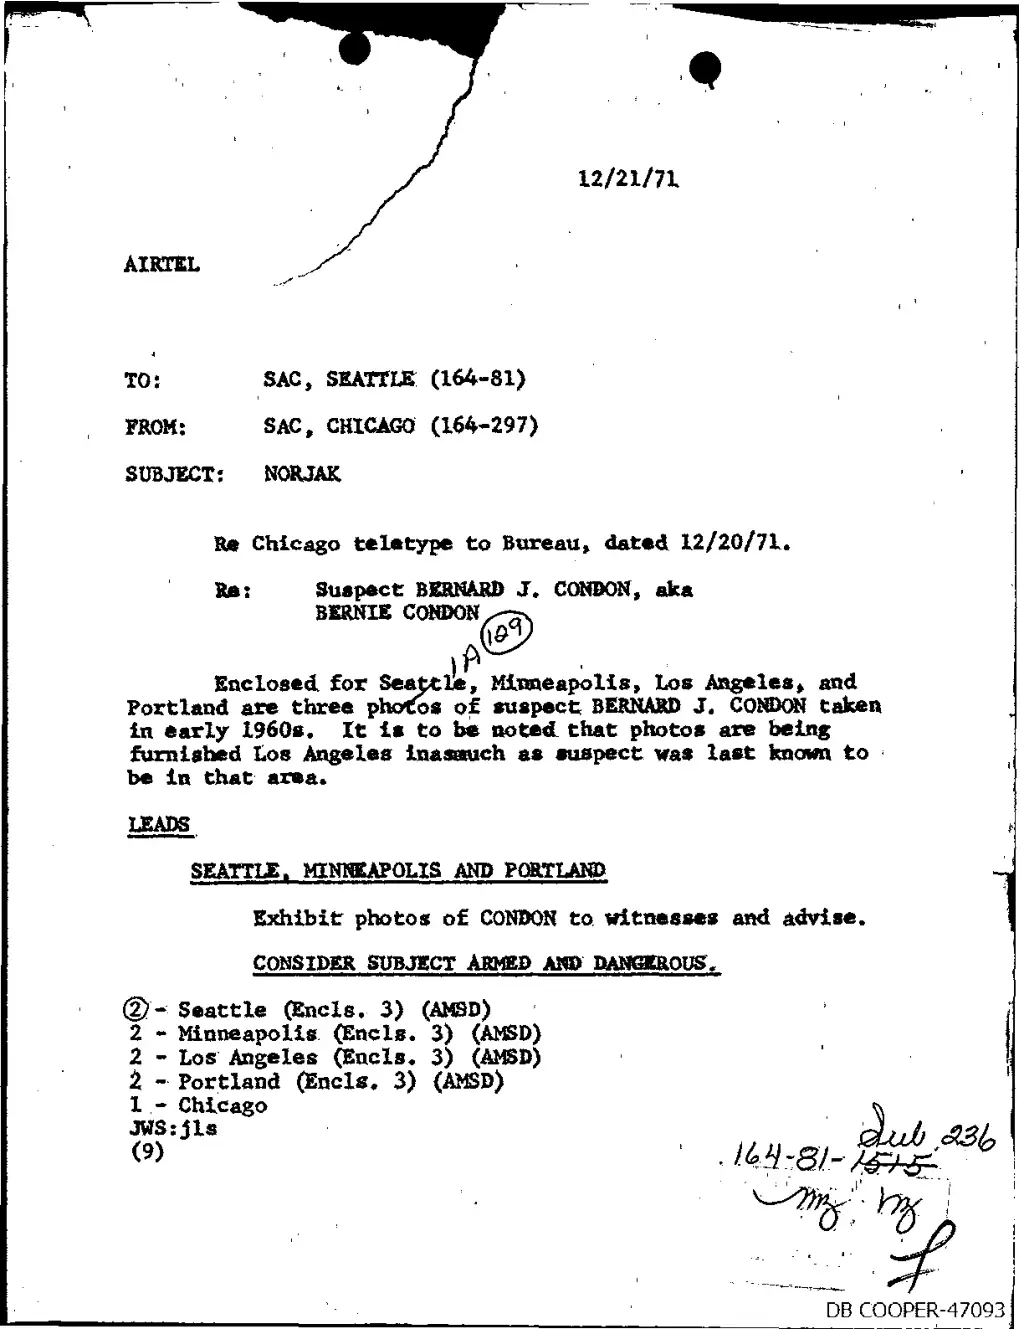 12/21/71
AIRTEL
TO: SAC, SEATTLE (164-81)
FROM: SAC, CHICAGO (164-297)
SUBJECT: NORJAK
Re Chicago teletype to Bureau, dated 12/20/71.
Re: Suspect BERNARD J. CONDON, aka
BERNIE CONDON
1A 129
Enclosed for Seattle, Minneapolis, Los Angeles, and
Portland are three photos of suspect BERNARD J. CONDON taken
in early 1960s. It is to be noted that photos are being
furnished Los Angeles inasmuch as suspect was last known to
be in that area.
LEADS
SEATTLE, MINNEAPOLIS AND PORTLAND
Exhibit photos of CONDON to witnesses and advise.
CONSIDER SUBJECT ARMED AND DANGEROUS.
2 - Seattle (Encls. 3) (AMSD)
2 - Minneapolis (Encls. 3) (AMSD)
2 - Los Angeles (Encls. 3) (AMSD)
2 - Portland (Encls. 3) (AMSD)
1 - Chicago
JWS:jls
(9)
Sub 236
164-81-1515
DB COOPER-47093